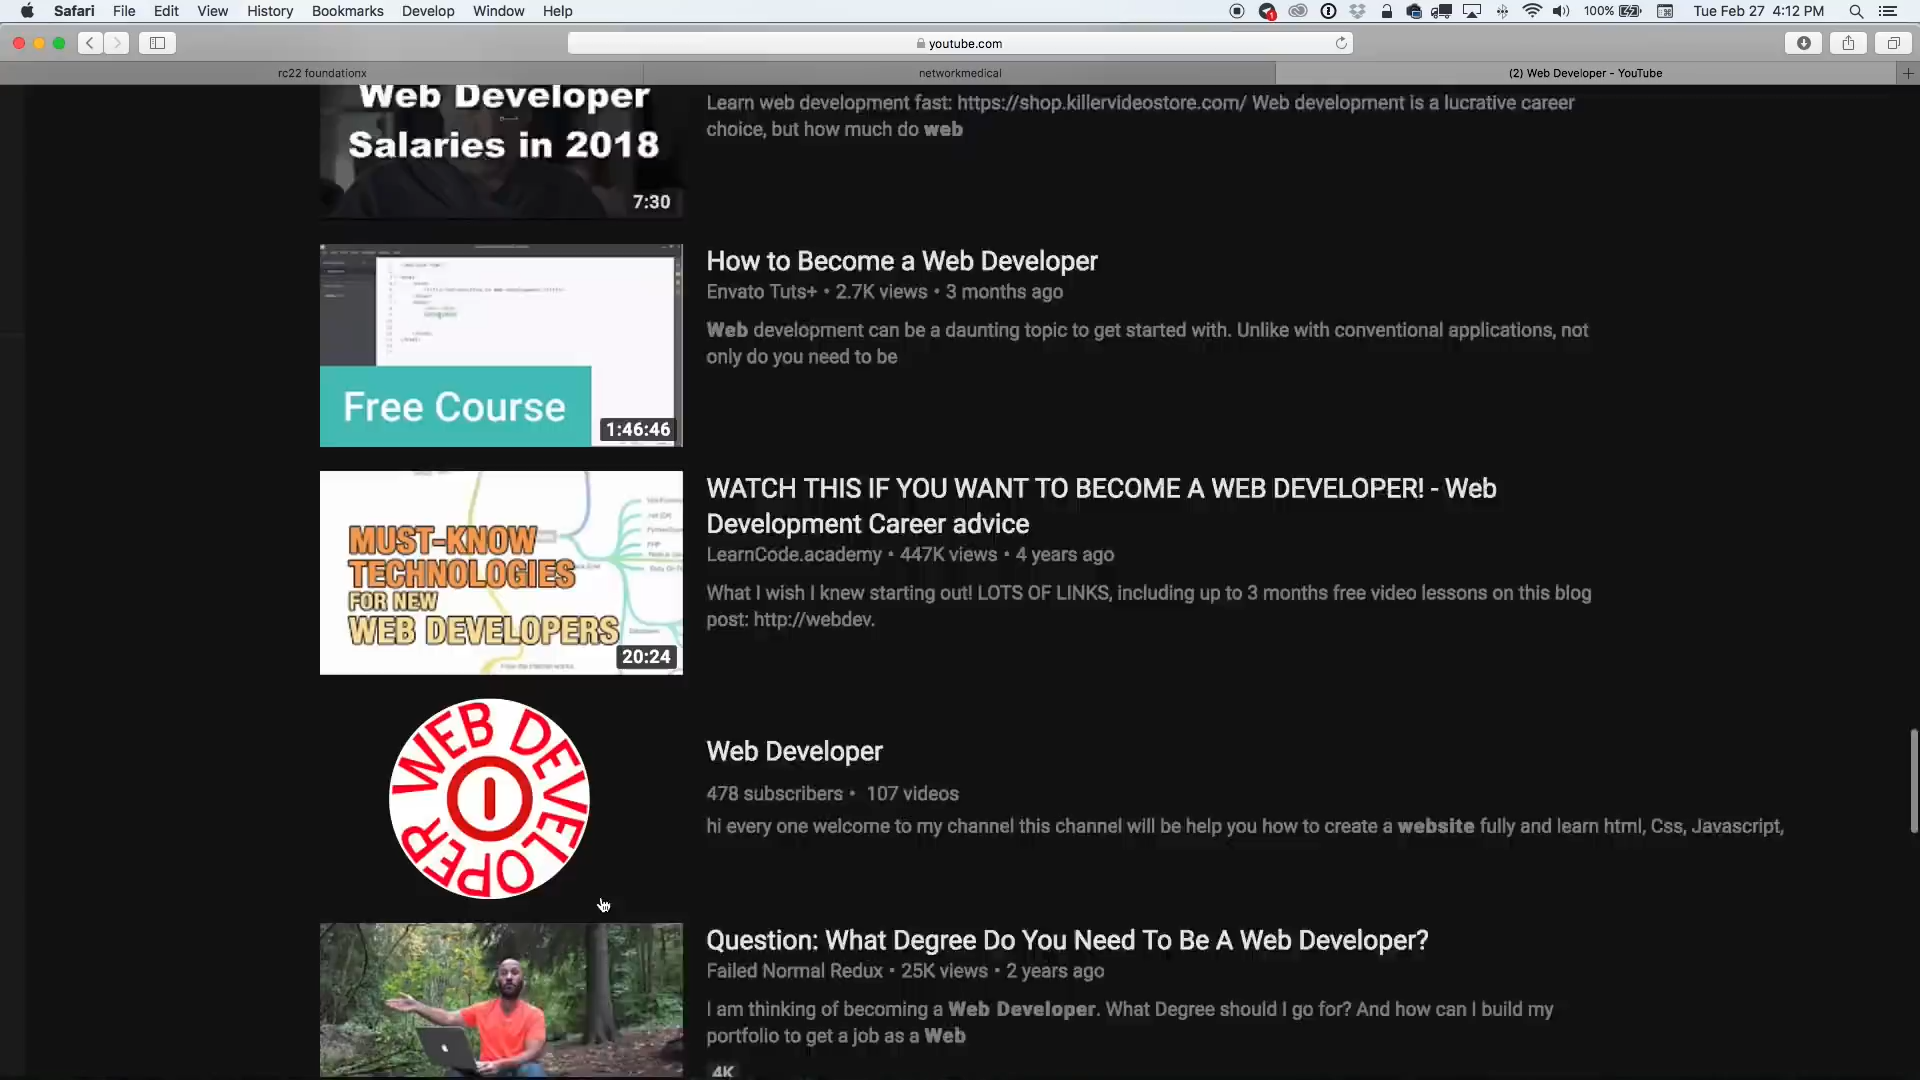 Safari File Edit View History Bookmarks Develop Window Help 1 100% Tue Feb 27 4:12 PM
youtube.com
rc22 foundationx networkmedical (2) Web Developer - YouTube
Web Developer
Salaries in 2018
7:30
Learn web development fast: https://shop.killervideostore.com/ Web development is a lucrative career
choice, but how much do web
Free Course
1:46:46
How to Become a Web Developer
Envato Tuts+ • 2.7K views • 3 months ago
Web development can be a daunting topic to get started with. Unlike with conventional applications, not
only do you need to be
MUST-KNOW
TECHNOLOGIES
FOR NEW
WEB DEVELOPERS
20:24
WATCH THIS IF YOU WANT TO BECOME A WEB DEVELOPER! - Web
Development Career advice
LearnCode.academy • 447K views • 4 years ago
What I wish I knew starting out! LOTS OF LINKS, including up to 3 months free video lessons on this blog
post: http://webdev.
WEB DEVELOPER
Web Developer
478 subscribers • 107 videos
hi every one welcome to my channel this channel will be help you how to create a website fully and learn html, Css, Javascript,
Question: What Degree Do You Need To Be A Web Developer?
Failed Normal Redux • 25K views • 2 years ago
I am thinking of becoming a Web Developer. What Degree should I go for? And how can I build my
portfolio to get a job as a Web
4K